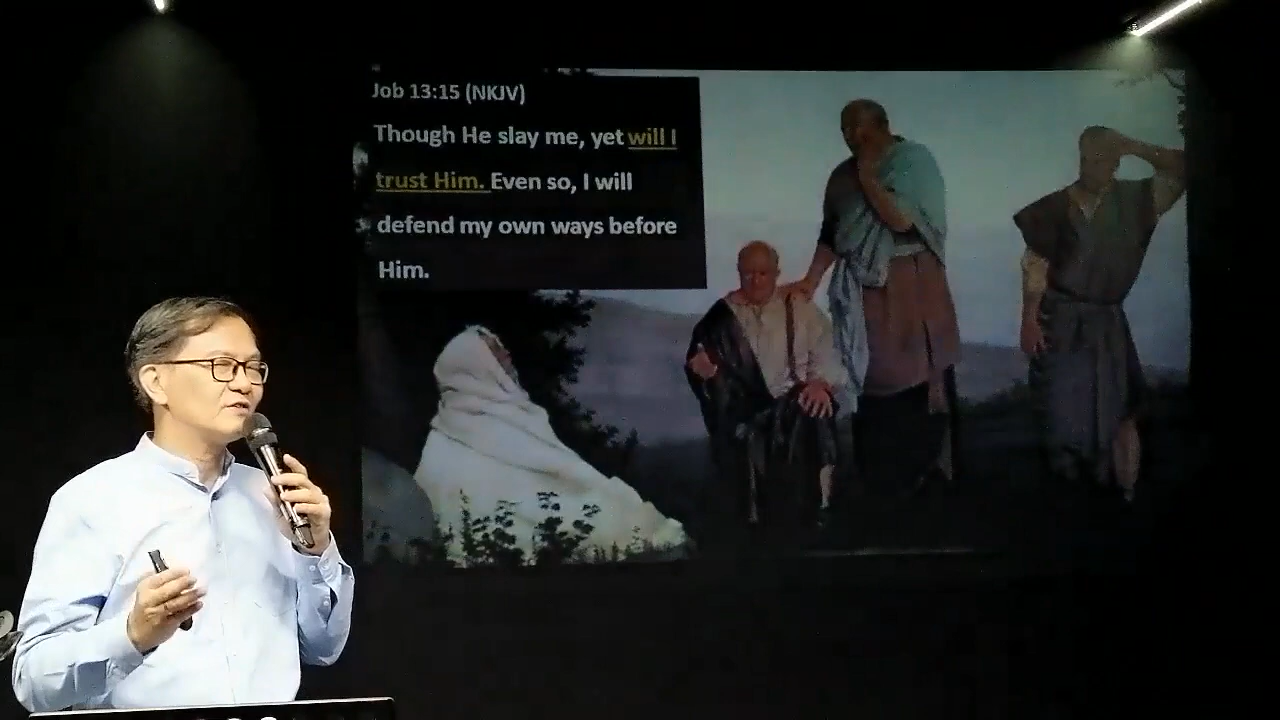 Job 13:15 (NKJV)
Though He slay me, yet will I
trust Him. Even so, I will
defend my own ways before
Him.